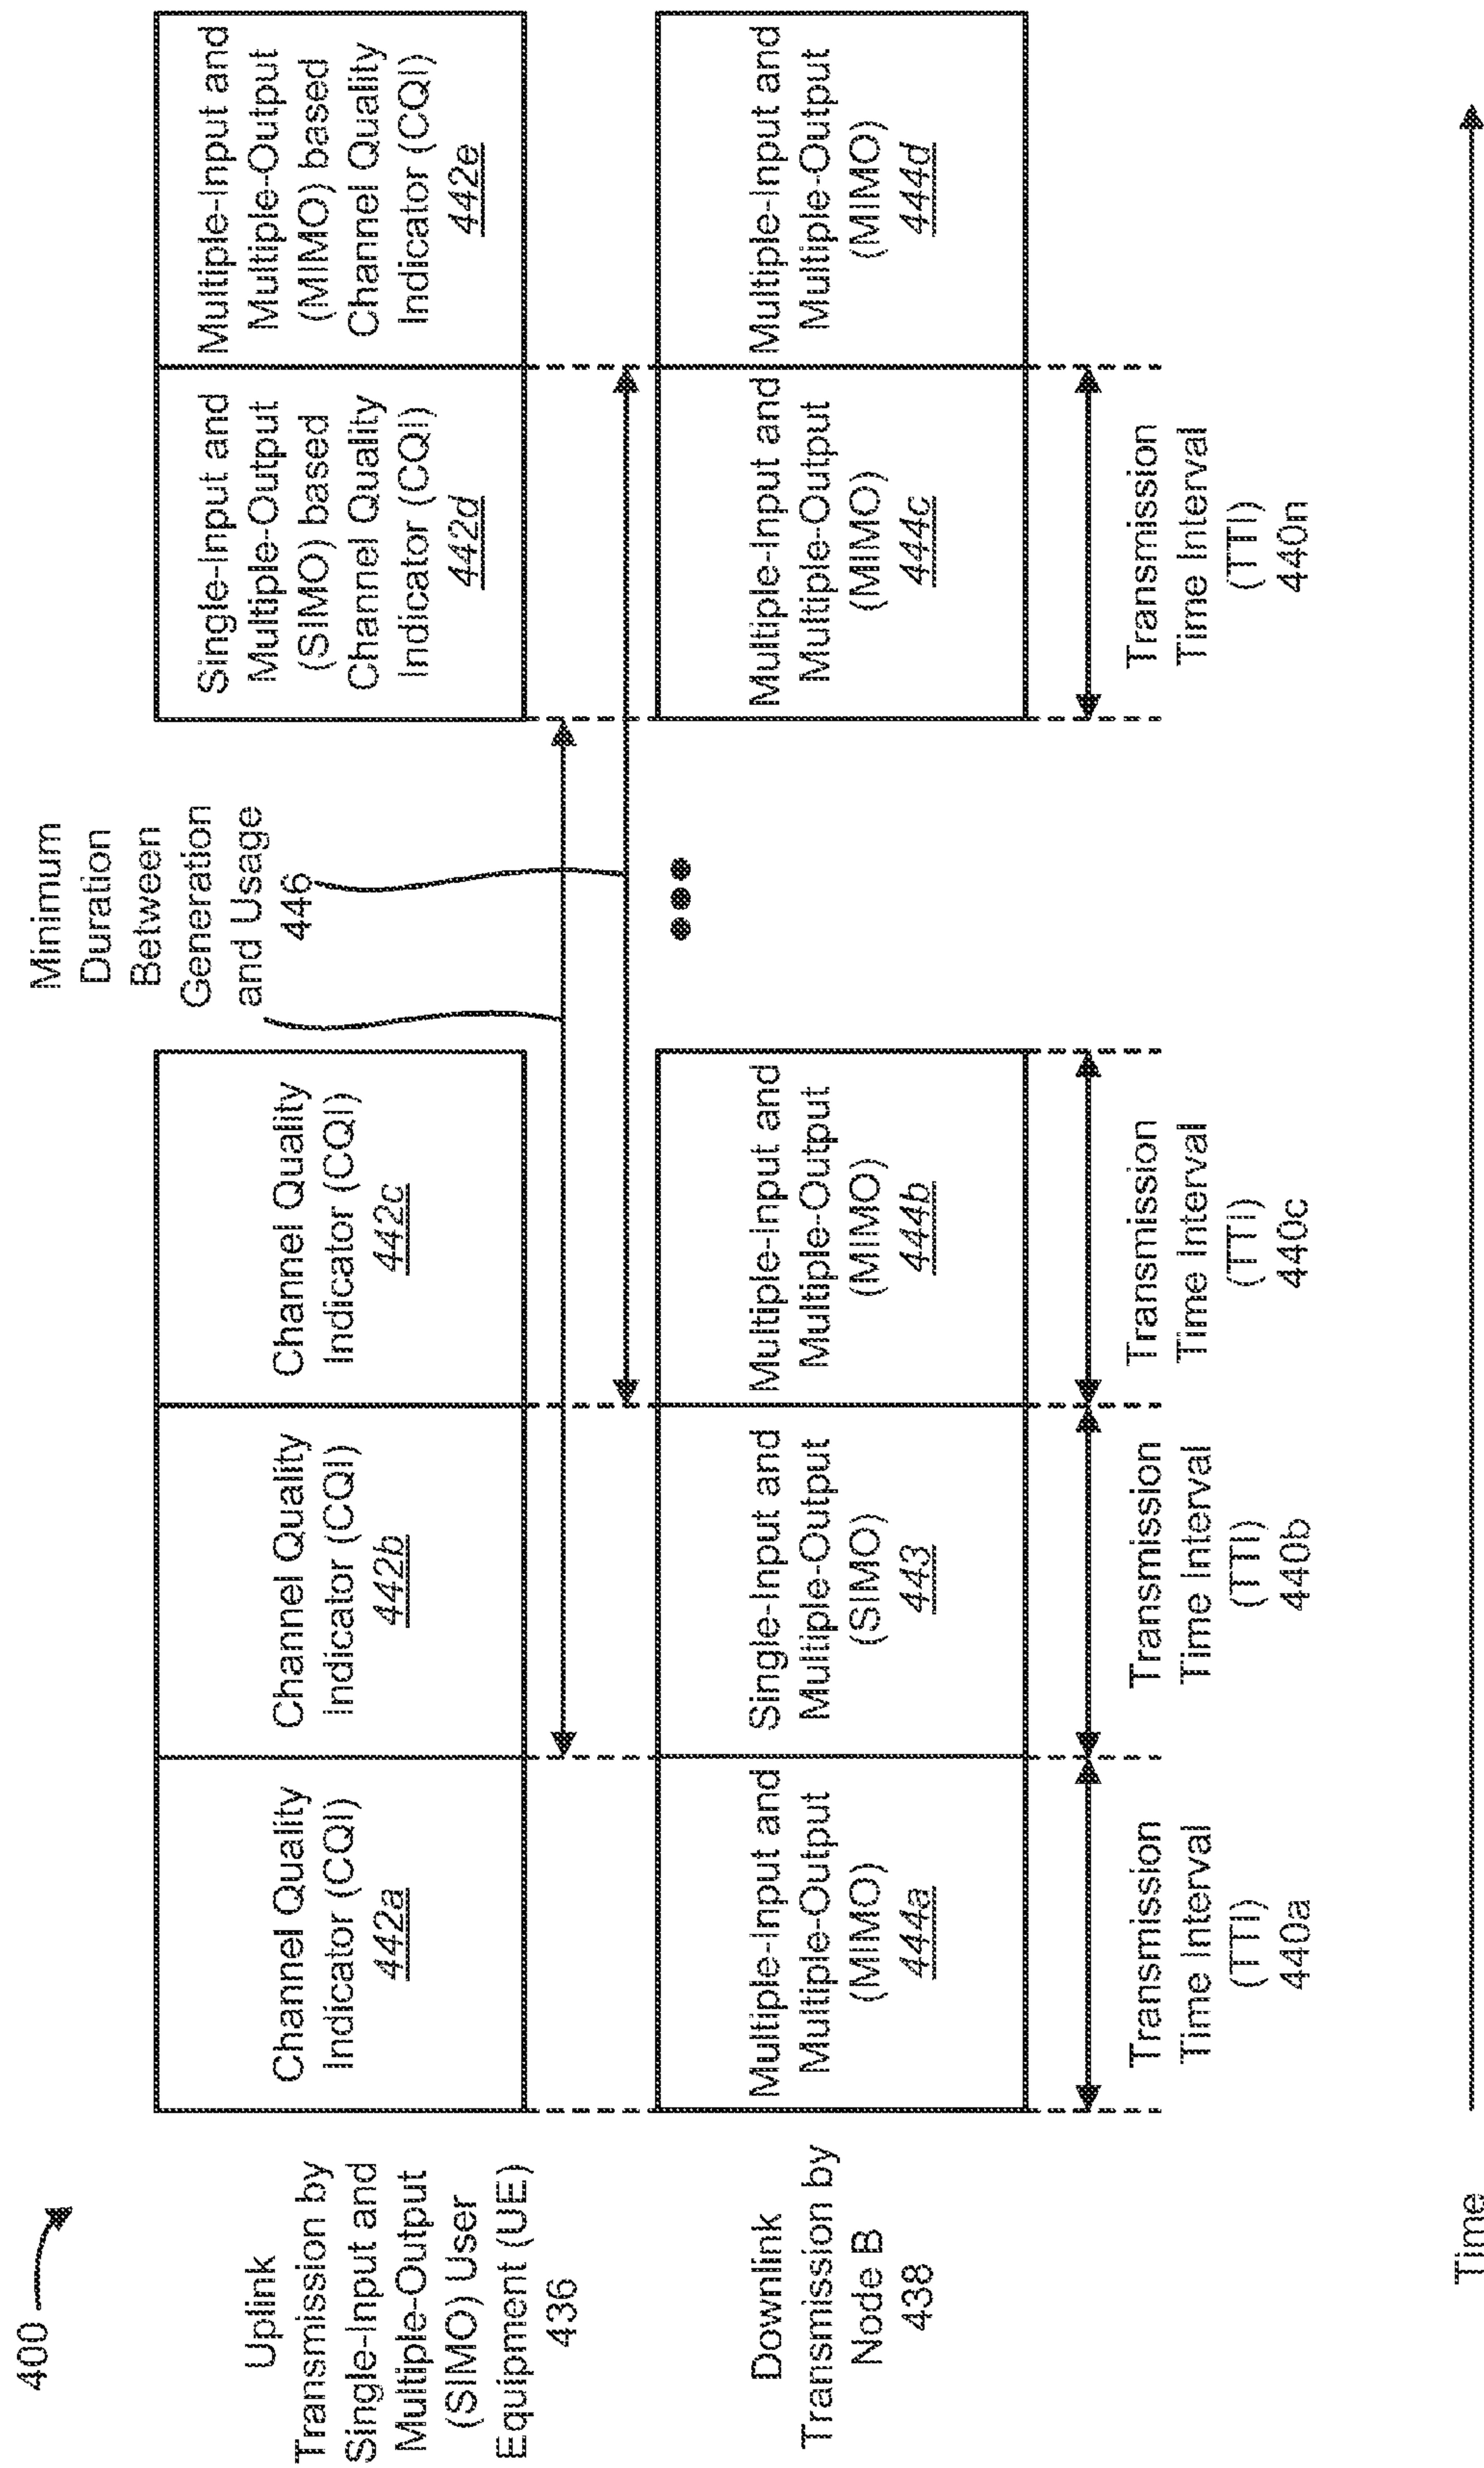 400
Minimum
Duration
Between
Generation
and Usage
446
Uplink
Transmission by
Single-Input and
Multiple-Output
(SIMO) User
Equipment (UE)
436
Channel Quality
Indicator (CQI)
442a
Channel Quality
Indicator (CQI)
442b
Channel Quality
Indicator (CQI)
442c
Single-Input and
Multiple-Output
(SIMO) based
Channel Quality
Indicator (CQI)
442d
Multiple-Input and
Multiple-Output
(MIMO) based
Channel Quality
Indicator (CQI)
442e
Downlink
Transmission by
Node B
438
Multiple-Input and
Multiple-Output
(MIMO)
444a
Single-Input and
Multiple-Output
(SIMO)
443
Multiple-Input and
Multiple-Output
(MIMO)
444b
Multiple-Input and
Multiple-Output
(MIMO)
444c
Multiple-Input and
Multiple-Output
(MIMO)
444d
Transmission
Time Interval
(TTI)
440a
Transmission
Time Interval
(TTI)
440b
Transmission
Time Interval
(TTI)
440c
Transmission
Time Interval
(TTI)
440n
Time